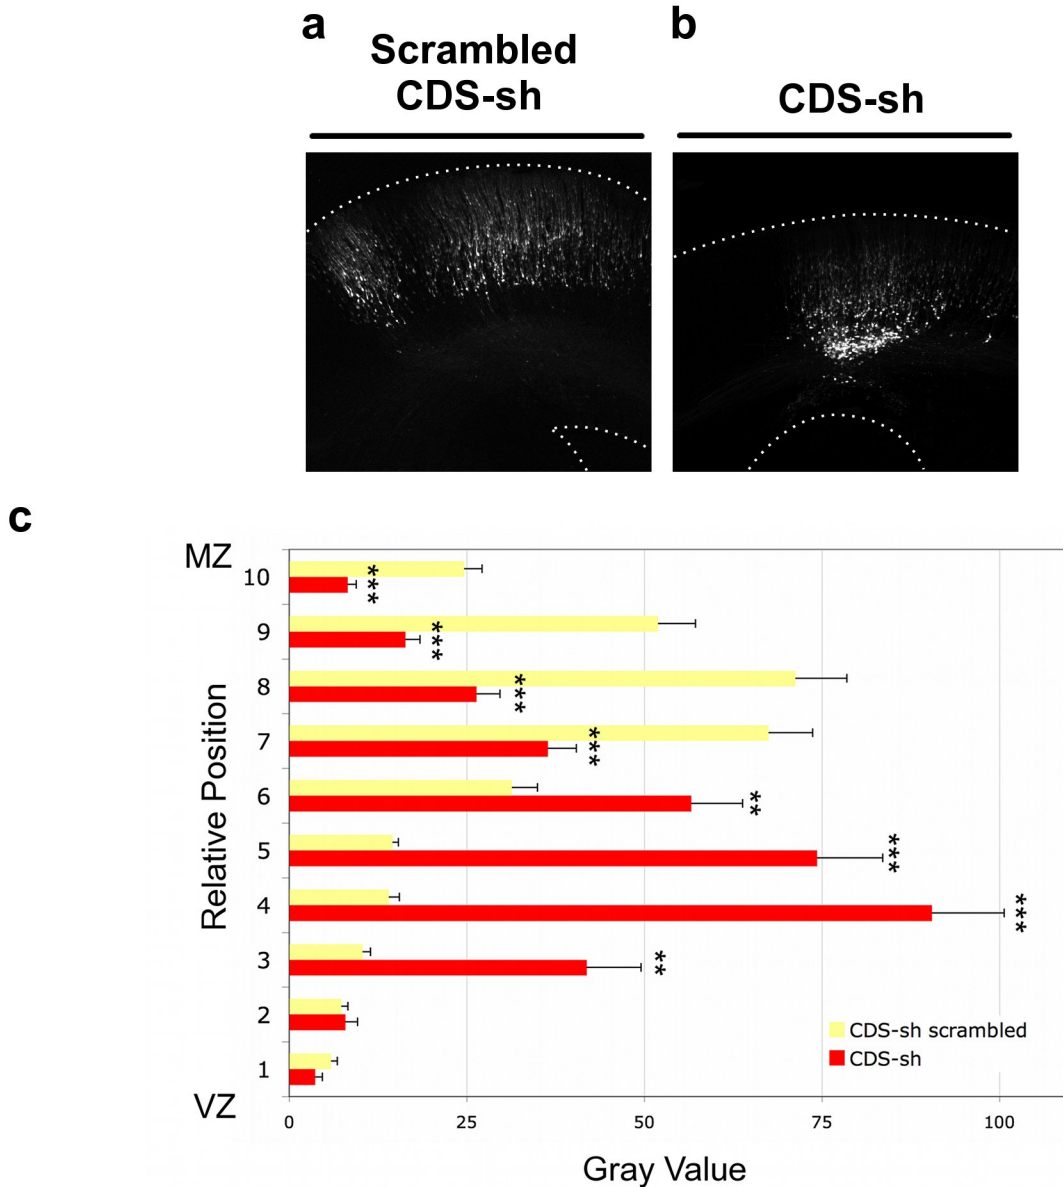 a
Scrambled
CDS-sh
b
CDS-sh
c
MZ
10
***
9
***
8
***
7
***
6
**
5
***
4
***
3
**
2
1
VZ
Relative Position
CDS-sh scrambled
CDS-sh
0 25 50 75 100
Gray Value